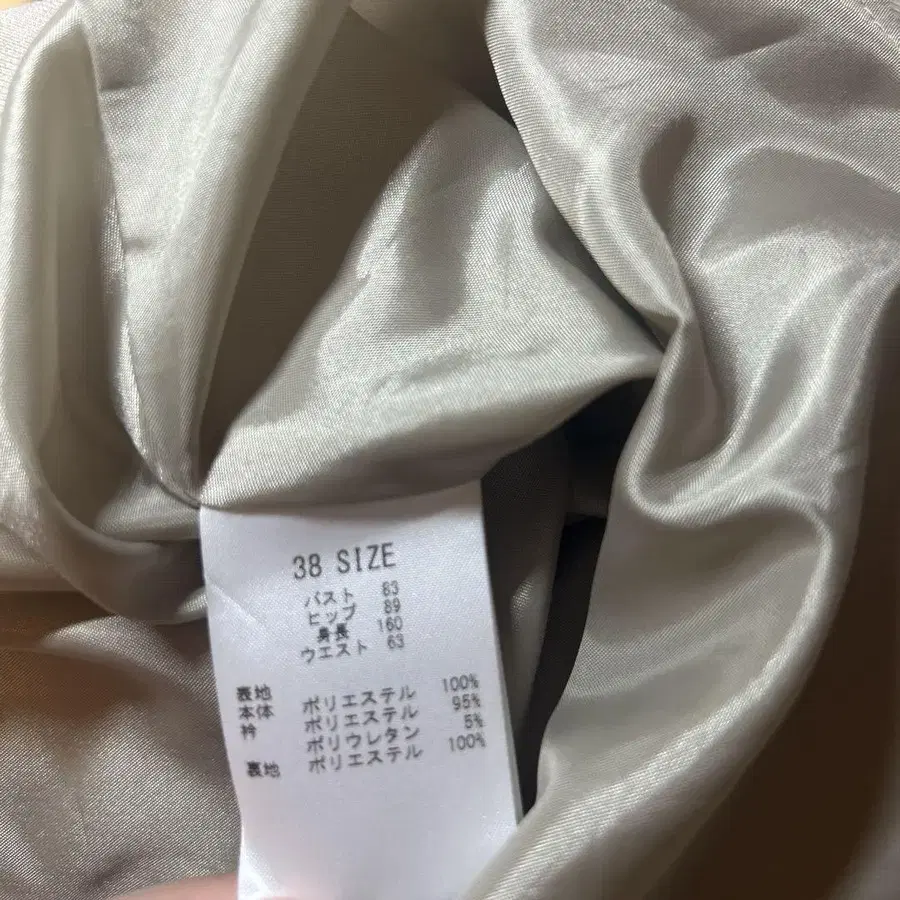 38 SIZE
バスト 83
ヒップ 89
身長 160
ウエスト 63
表地
本体 ポリエステル 100%
衿 ポリエステル 95%
ポリウレタン 5%
裏地 ポリエステル 100%